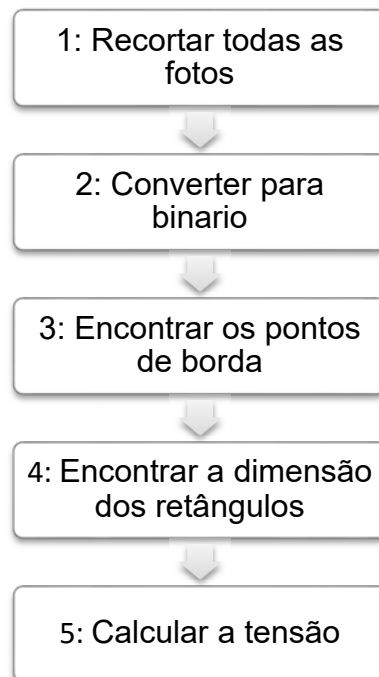 1: Recortar todas as
fotos
2: Converter para
binario
3: Encontrar os pontos
de borda
4: Encontrar a dimensão
dos retângulos
5: Calcular a tensão